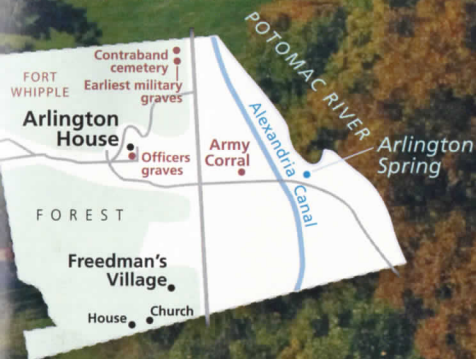 POTOMAC RIVER
Contraband
cemetery
Earliest military
graves
FORT
WHIPPLE
Arlington
House
Officers
graves
Army
Corral
Alexandria Canal
Arlington
Spring
FOREST
Freedman's
Village
House
Church